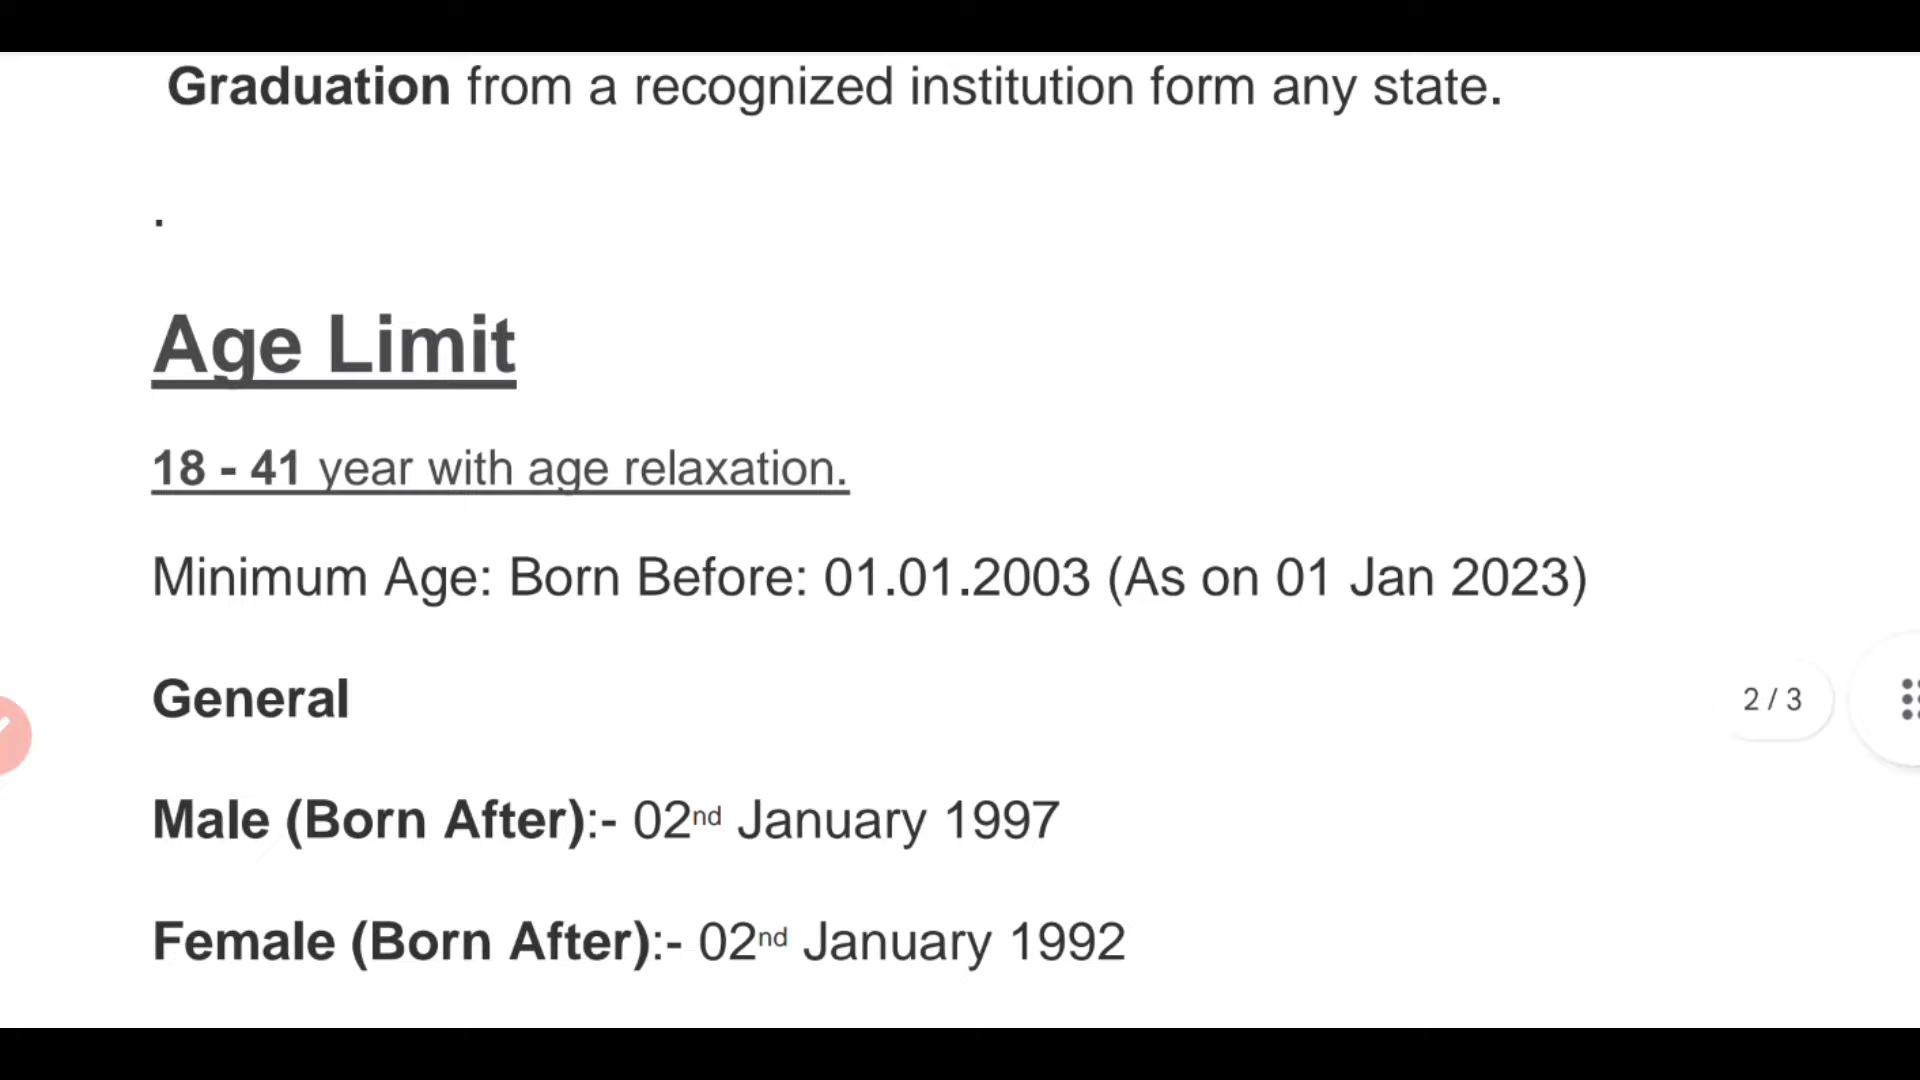 Graduation from a recognized institution form any state.
.
Age Limit
18 - 41 year with age relaxation.
Minimum Age: Born Before: 01.01.2003 (As on 01 Jan 2023)
General
2 / 3
Male (Born After):- 02nd January 1997
Female (Born After):- 02nd January 1992